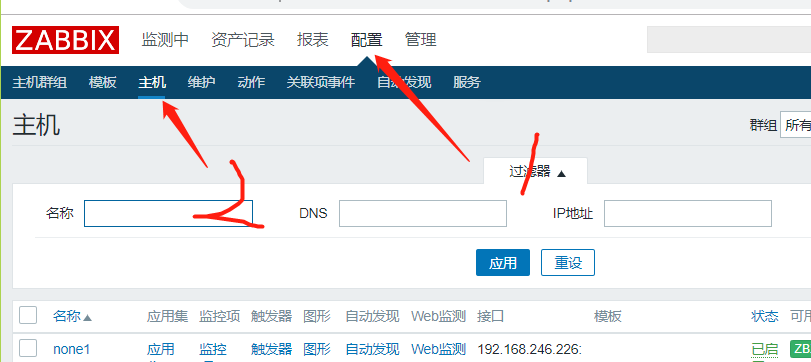 ZABBIX 监测中 资产记录 报表 配置 管理
主机群组 模板 主机 维护 动作 关联项事件 自动发现 服务
主机 群组 所有
过滤器 ▲
名称 DNS IP地址
应用 重设
名称▲ 应用集 监控项 触发器 图形 自动发现 Web监测 接口 模板 状态 可用
none1 应用 监控 触发器 图形 自动发现 Web监测 192.168.246.226: 已启 ZB